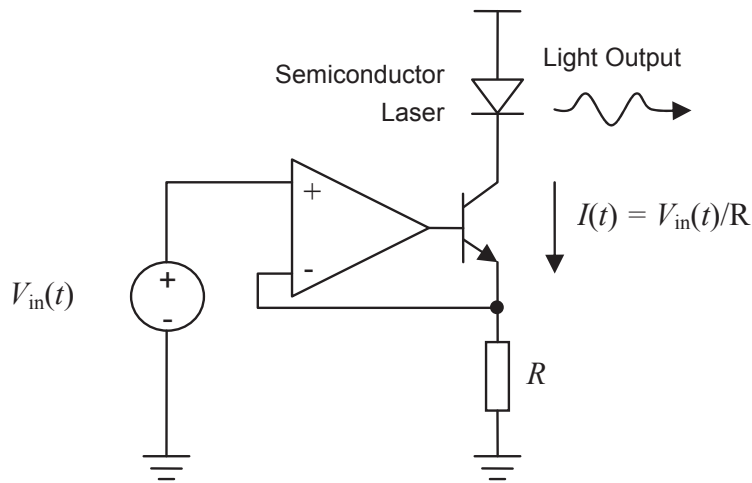 Semiconductor
Laser
Light Output
+
-
I(t) = V_in(t)/R
V_in(t)
+
-
R